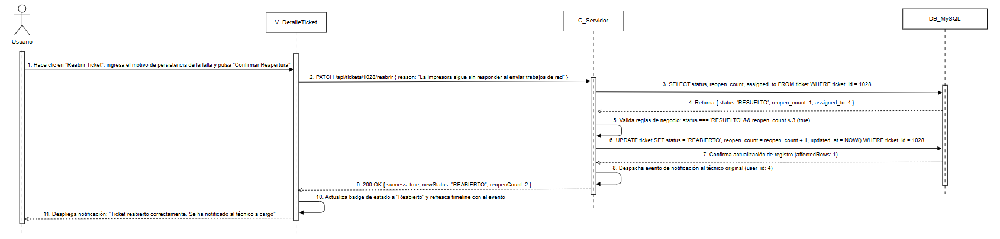 Usuario
V_DetalleTicket
C_Servidor
DB_MySQL
1. Hace clic en "Reabrir Ticket", ingresa el motivo de persistencia de la falla y pulsa "Confirmar Reapertura"
2. PATCH /api/tickets/1028/reabrir { reason: "La impresora sigue sin responder al enviar trabajos de red" }
3. SELECT status, reopen_count, assigned_to FROM ticket WHERE ticket_id = 1028
4. Retorna { status: 'RESUELTO', reopen_count: 1, assigned_to: 4 }
5. Valida reglas de negocio: status === 'RESUELTO' && reopen_count < 3 (true)
6. UPDATE ticket SET status = 'REABIERTO', reopen_count = reopen_count + 1, updated_at = NOW() WHERE ticket_id = 1028
7. Confirma actualización de registro (affectedRows: 1)
8. Despacha evento de notificación al técnico original (user_id: 4)
9. 200 OK { success: true, newStatus: "REABIERTO", reopenCount: 2 }
10. Actualiza badge de estado a "Reabierto" y refresca timeline con el evento
11. Despliega notificación: "Ticket reabierto correctamente. Se ha notificado al técnico a cargo"